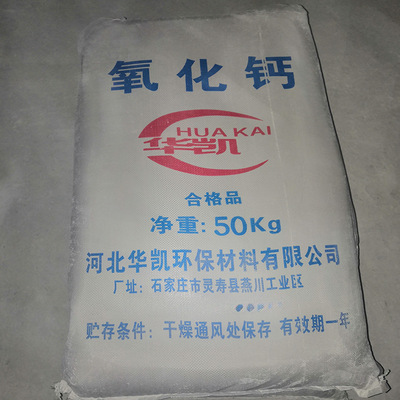 氧化钙
HUA KAI
华凯
合格品
净重: 50Kg
河北华凯环保材料有限公司
厂址: 石家庄市灵寿县燕川工业区
贮存条件: 干燥通风处保存 有效期一年